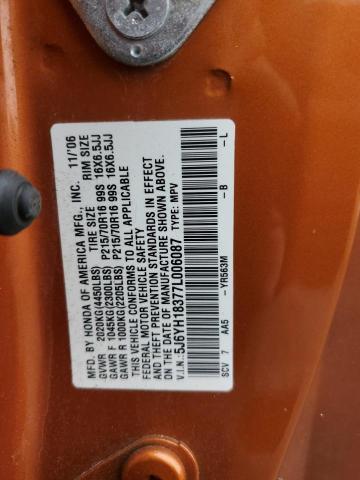 MFD. BY HONDA OF AMERICA MFG., INC. 11/'06
TIRE SIZE RIM SIZE
GVWR 2020KG(4450LBS)
GAWR F 1045KG(2300LBS) P215/70R16 99S 16X6.5JJ
GAWR R 1000KG(2205LBS) P215/70R16 99S 16X6.5JJ
THIS VEHICLE CONFORMS TO ALL APPLICABLE
FEDERAL MOTOR VEHICLE SAFETY
AND THEFT PREVENTION STANDARDS IN EFFECT
ON THE DATE OF MANUFACTURE SHOWN ABOVE.
V.I.N.: 5J6YH18377L006087 TYPE: MPV
SCV 7 AA5 - YR563M - B - L